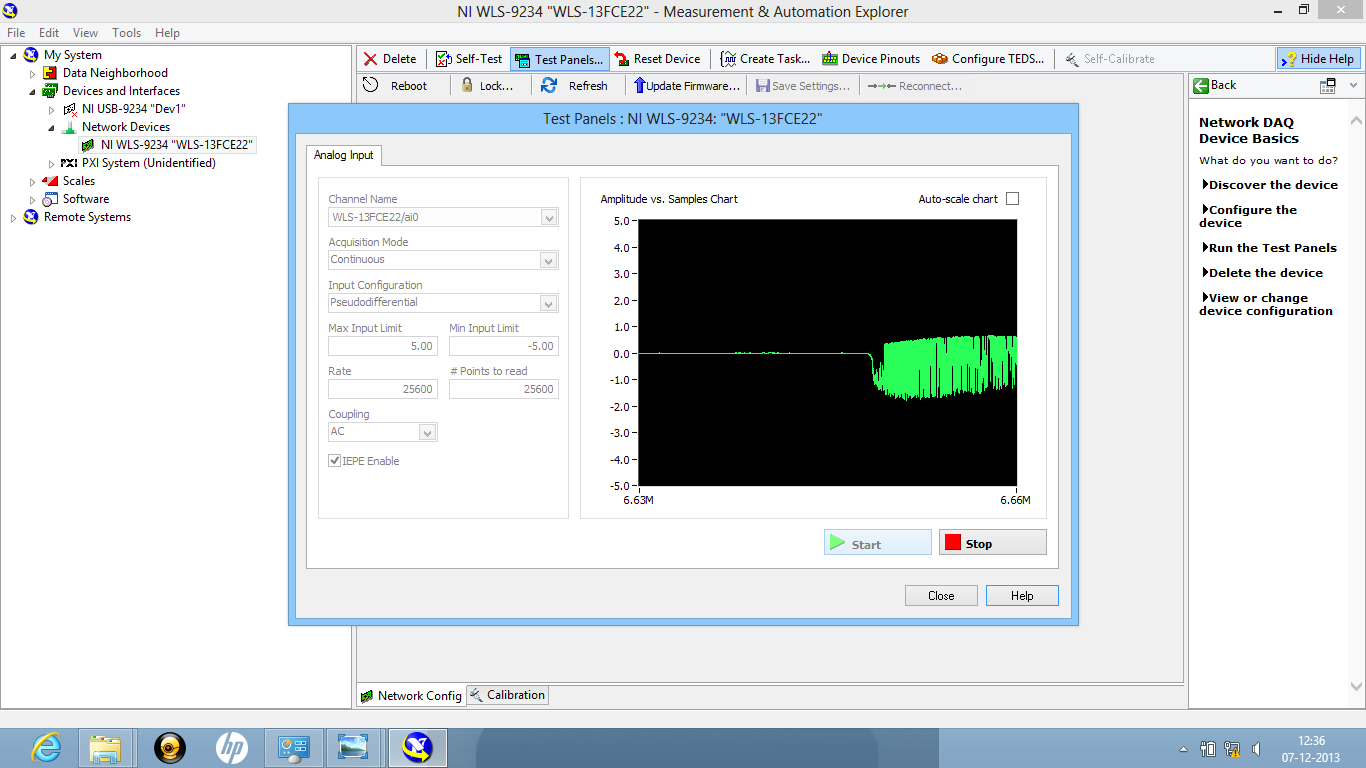 NI WLS-9234 "WLS-13FCE22" - Measurement & Automation Explorer
File Edit View Tools Help
My System
Data Neighborhood
Devices and Interfaces
NI USB-9234 "Dev1"
Network Devices
NI WLS-9234 "WLS-13FCE22"
PXI PXI System (Unidentified)
Scales
Software
Remote Systems
Delete Self-Test Test Panels... Reset Device Create Task... Device Pinouts Configure TEDS... Self-Calibrate Hide Help
Reboot Lock... Refresh Update Firmware... Save Settings... Reconnect...
Test Panels : NI WLS-9234: "WLS-13FCE22"
Analog Input
Channel Name
WLS-13FCE22/ai0
Acquisition Mode
Continuous
Input Configuration
Pseudodifferential
Max Input Limit Min Input Limit
5.00 -5.00
Rate # Points to read
25600 25600
Coupling
AC
IEPE Enable
Amplitude vs. Samples Chart Auto-scale chart
5.0
4.0
3.0
2.0
1.0
0.0
-1.0
-2.0
-3.0
-4.0
-5.0
6.63M 6.66M
Start Stop
Close Help
Network Config Calibration
Back
Network DAQ
Device Basics
What do you want to do?
Discover the device
Configure the
device
Run the Test Panels
Delete the device
View or change
device configuration
hp
12:36
07-12-2013